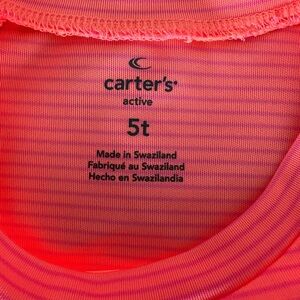 carter's
active
5t
Made in Swaziland
Fabriqué au Swaziland
Hecho en Swazilandia